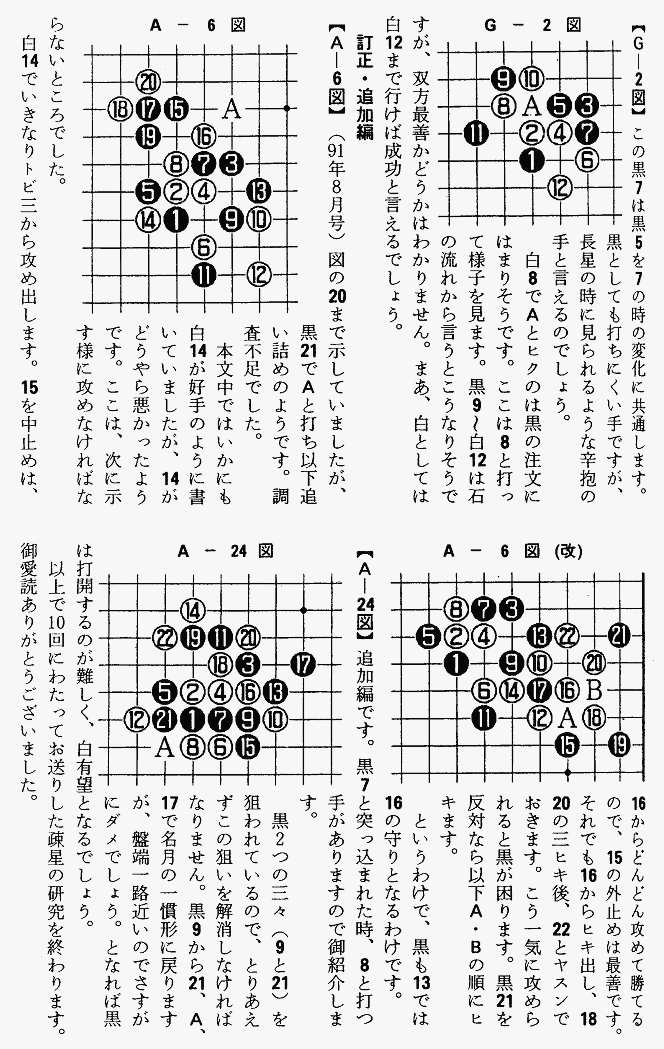 G－2図
【G—2図】この黒7は黒5を7の時の変化に共通します。
黒としても打ちにくい手ですが、
長星の時に見られるような辛抱の
手と言えるのでしょう。
白8でAとヒクのは黒の注文に
はまりそうです。ここは8と打っ
て様子を見ます。黒9〜白12は石
の流れから言うとこうなりそうで
すが、双方最善かどうかはわかりません。まあ、白としては
白12まで行けば成功と言えるでしょう。
訂正・追加編
A－6図
【A—6図】（91年8月号）図の20まで示していましたが、
黒21でAと打ち以下追
い詰めのようです。調
査不足でした。
本文中ではいかにも
白14が好手のように書
いていましたが、14が
どうやら悪かったよう
です。ここは、次に示
す様に攻めなければな
らないところでした。
白14でいきなりトビ三から攻め出します。15を中止めは、
A－6図（改）
16からどんどん攻めて勝てる
ので、15の外止めは最善です。
それでも16からヒキ出し、18
20の三ヒキ後、22とヤスンで
おきます。こう一気に攻めら
れると黒が困ります。黒21を
反対なら以下A・Bの順にヒ
キます。
というわけで、黒も13では
16の守りとなるわけです。
A－24図
【A—24図】追加編です。黒7と突っ込まれた時、8と打つ
手がありますので御紹介しま
す。
黒2つの三々（9と21）を
狙われているので、とりあえ
ずこの狙いを解消しなければ
なりません。黒9から21、A、
17で名月の一慣形に戻ります
が、盤端一路近いのでさすが
にダメでしょう。となれば黒
は打開するのが難しく、白有望となるでしょう。
以上で10回にわたってお送りした疎星の研究を終わります。
御愛読ありがとうございました。